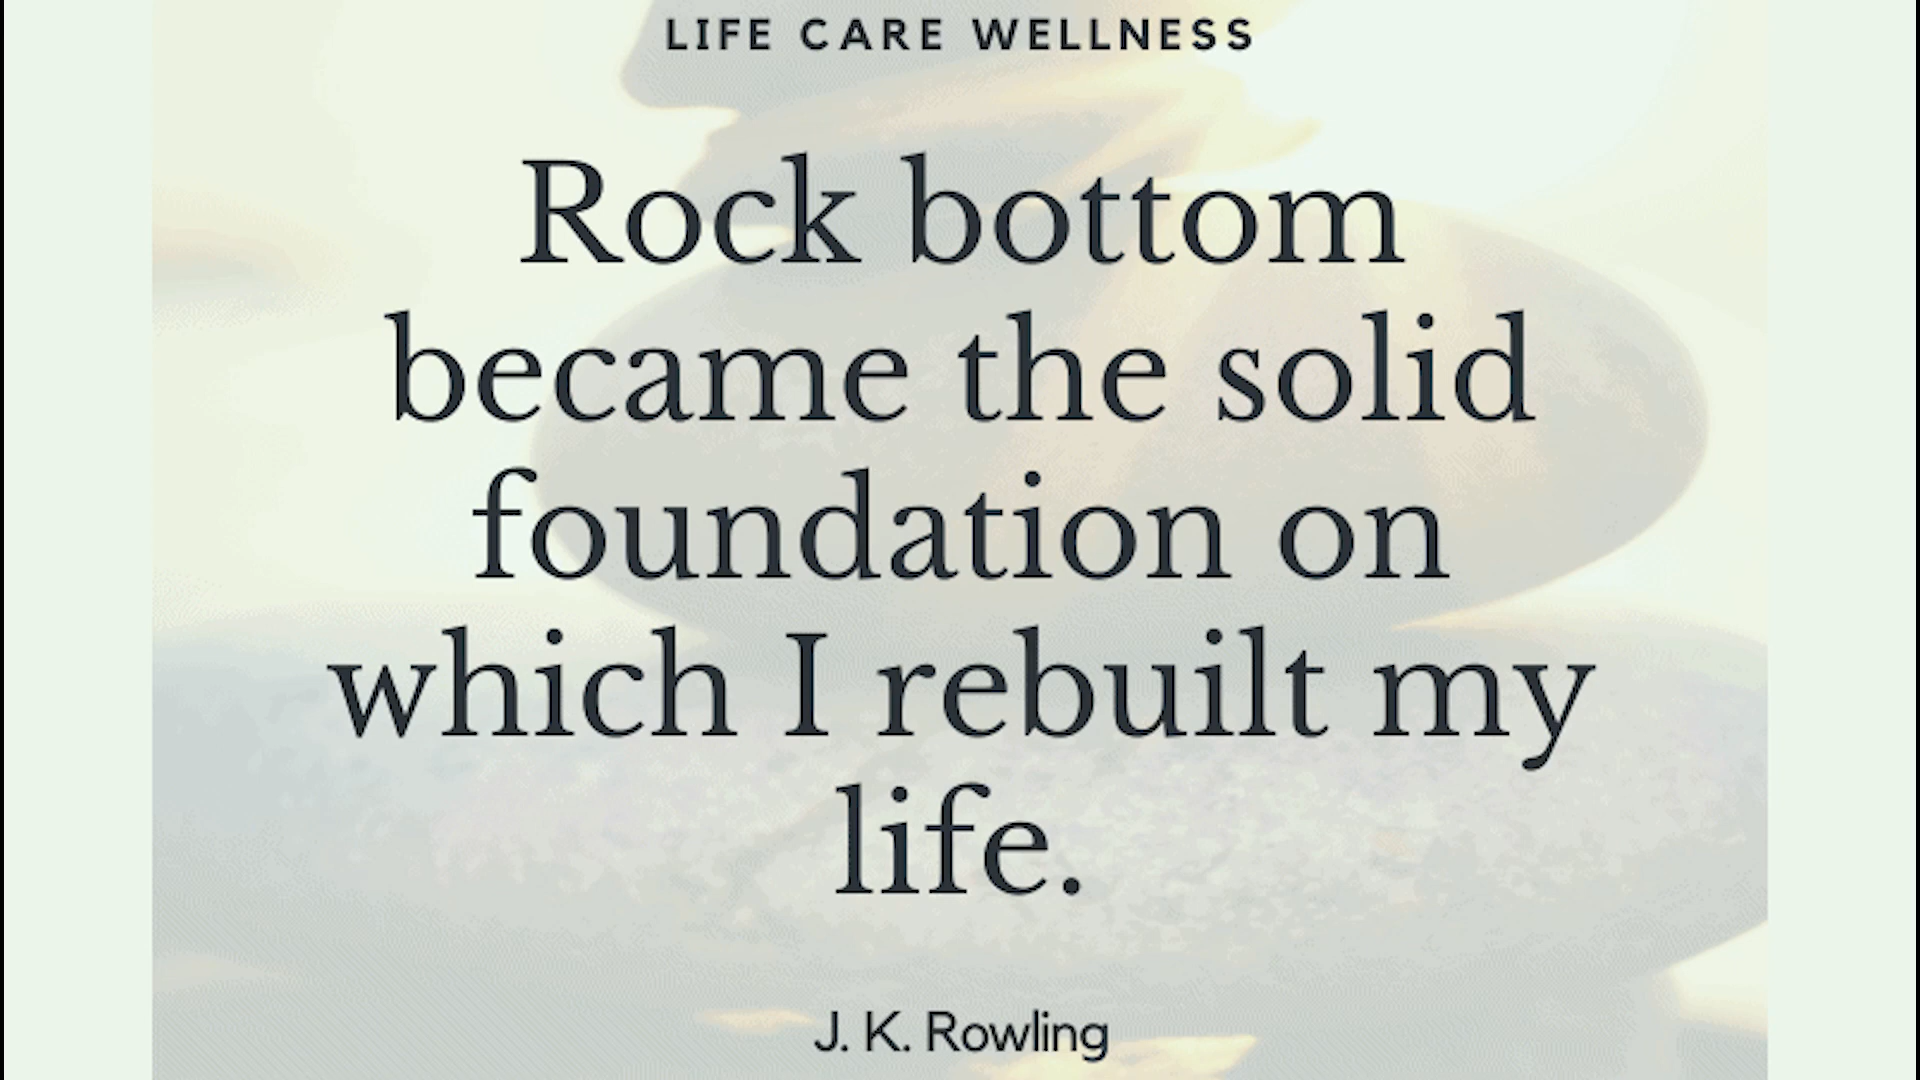 LIFE CARE WELLNESS
Rock bottom
became the solid
foundation on
which I rebuilt my
life.
J. K. Rowling